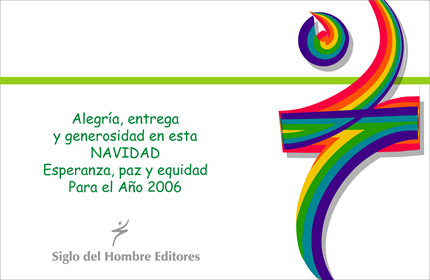 Alegría, entrega
y generosidad en esta
NAVIDAD
Esperanza, paz y equidad
Para el Año 2006
Siglo del Hombre Editores